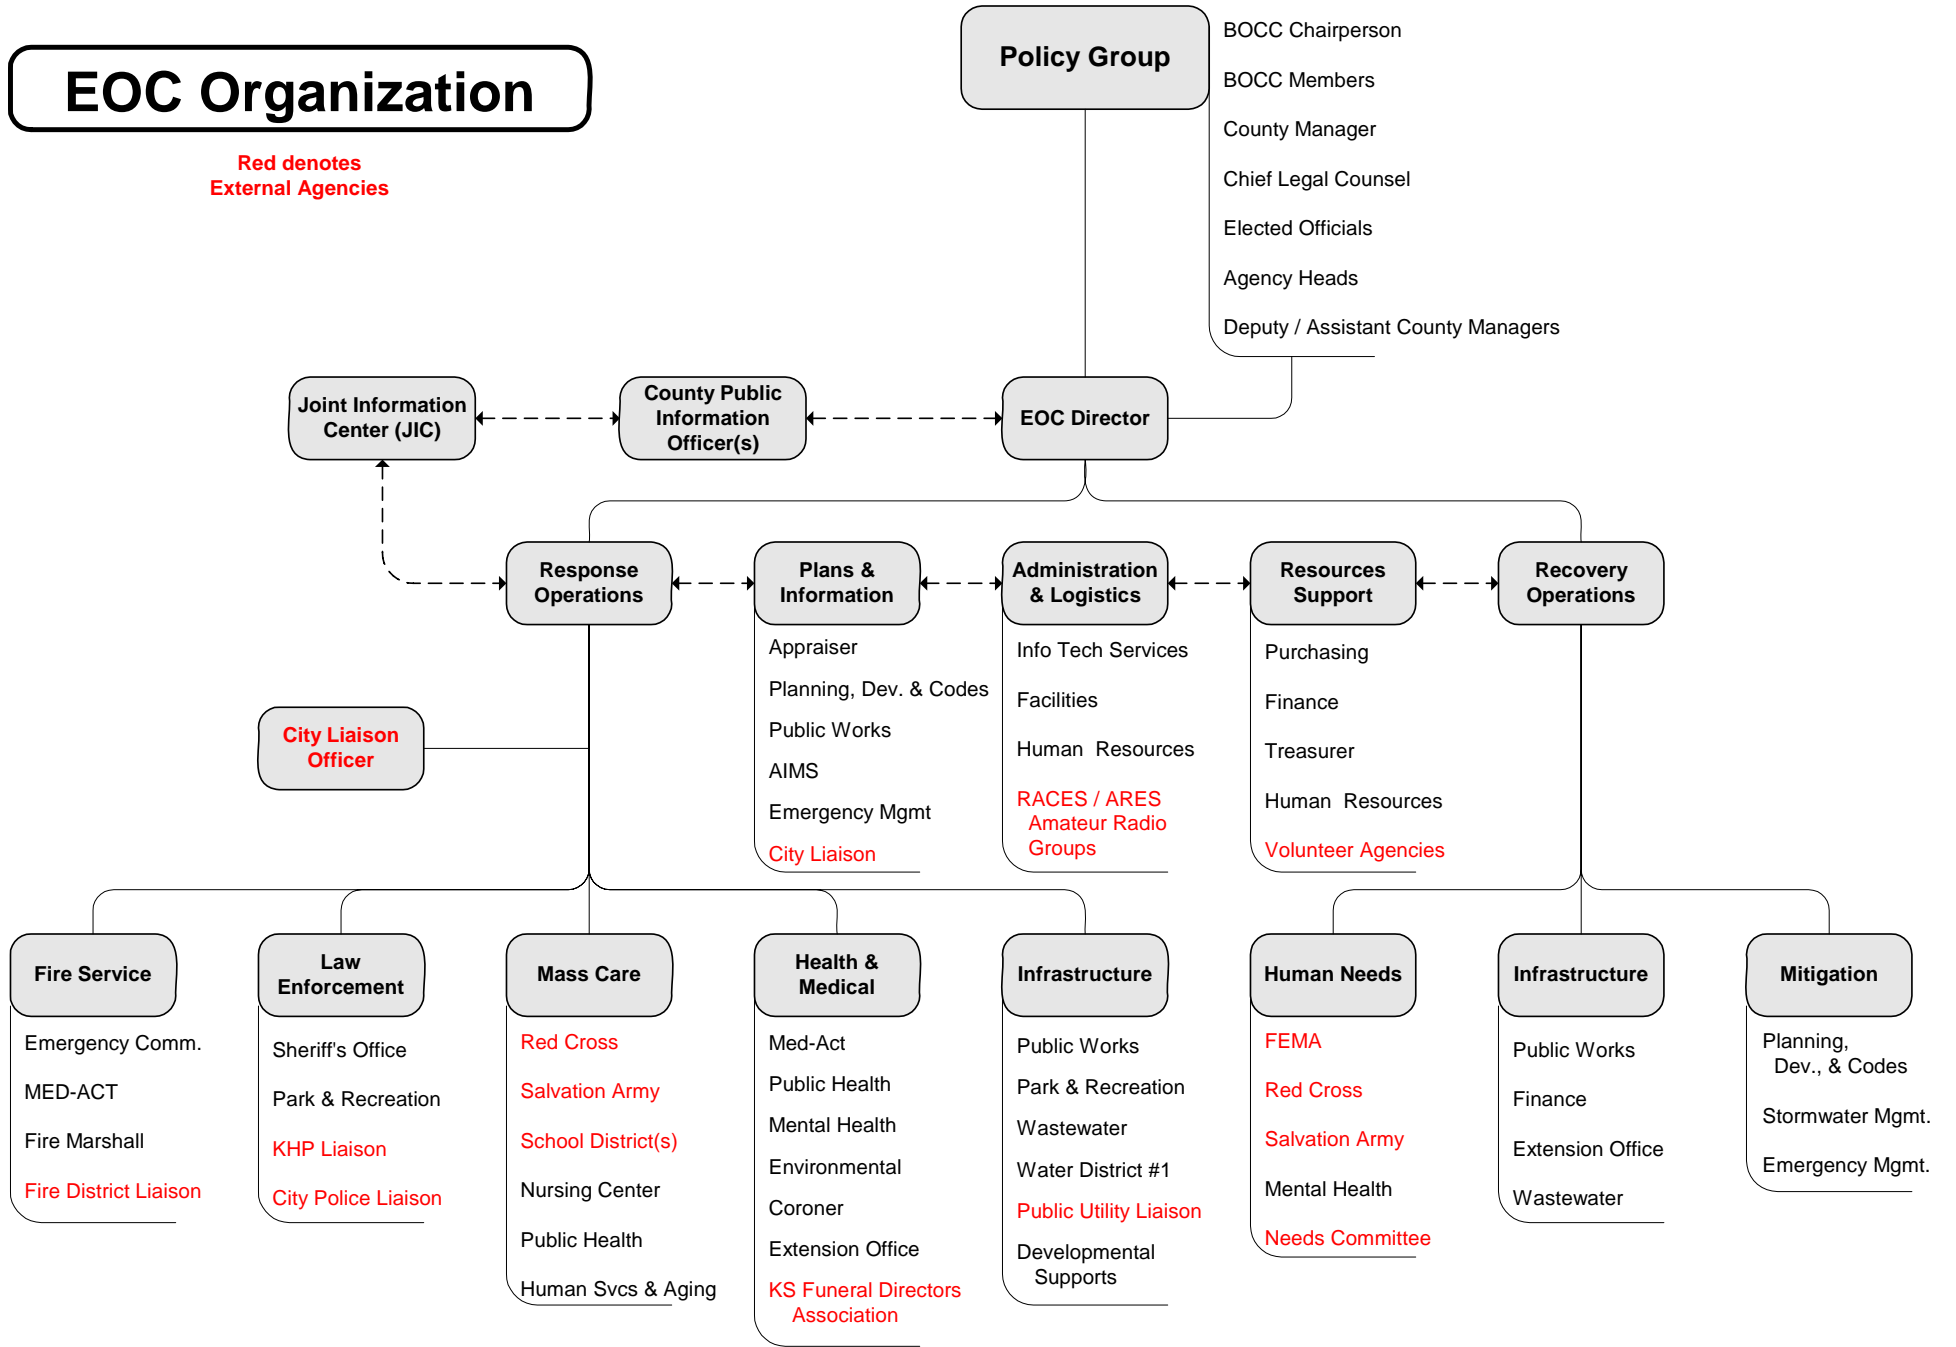 EOC Organization
Red denotes
External Agencies
Policy Group
BOCC Chairperson
BOCC Members
County Manager
Chief Legal Counsel
Elected Officials
Agency Heads
Deputy / Assistant County Managers
Joint Information
Center (JIC)
County Public
Information
Officer(s)
EOC Director
Response
Operations
Plans &
Information
Appraiser
Planning, Dev. & Codes
Public Works
AIMS
Emergency Mgmt
City Liaison
Administration
& Logistics
Info Tech Services
Facilities
Human Resources
RACES / ARES
Amateur Radio
Groups
Resources
Support
Purchasing
Finance
Treasurer
Human Resources
Volunteer Agencies
Recovery
Operations
City Liaison
Officer
Fire Service
Emergency Comm.
MED-ACT
Fire Marshall
Fire District Liaison
Law
Enforcement
Sheriff's Office
Park & Recreation
KHP Liaison
City Police Liaison
Mass Care
Red Cross
Salvation Army
School District(s)
Nursing Center
Public Health
Human Svcs & Aging
Health &
Medical
Med-Act
Public Health
Mental Health
Environmental
Coroner
Extension Office
KS Funeral Directors
Association
Infrastructure
Public Works
Park & Recreation
Wastewater
Water District #1
Public Utility Liaison
Developmental
Supports
Human Needs
FEMA
Red Cross
Salvation Army
Mental Health
Needs Committee
Infrastructure
Public Works
Finance
Extension Office
Wastewater
Mitigation
Planning,
Dev., & Codes
Stormwater Mgmt.
Emergency Mgmt.